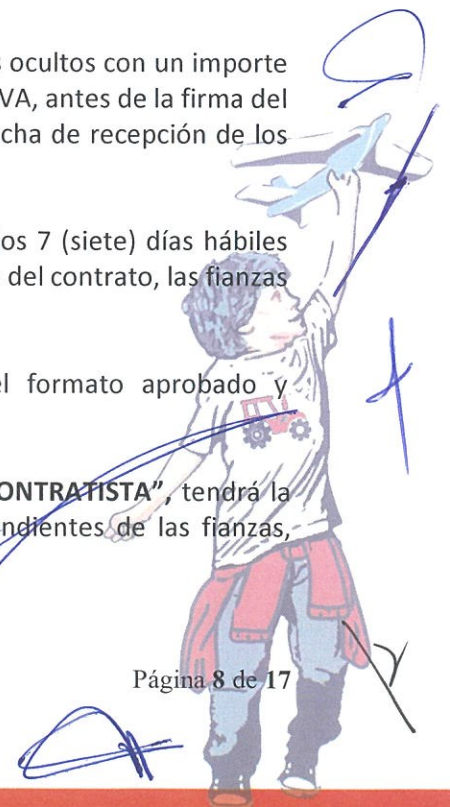 s ocultos con un importe
VA, antes de la firma del
cha de recepción de los
os 7 (siete) días hábiles
del contrato, las fianzas
el formato aprobado y
ONTRATISTA”, tendrá la
ndientes de las fianzas,
Página 8 de 17